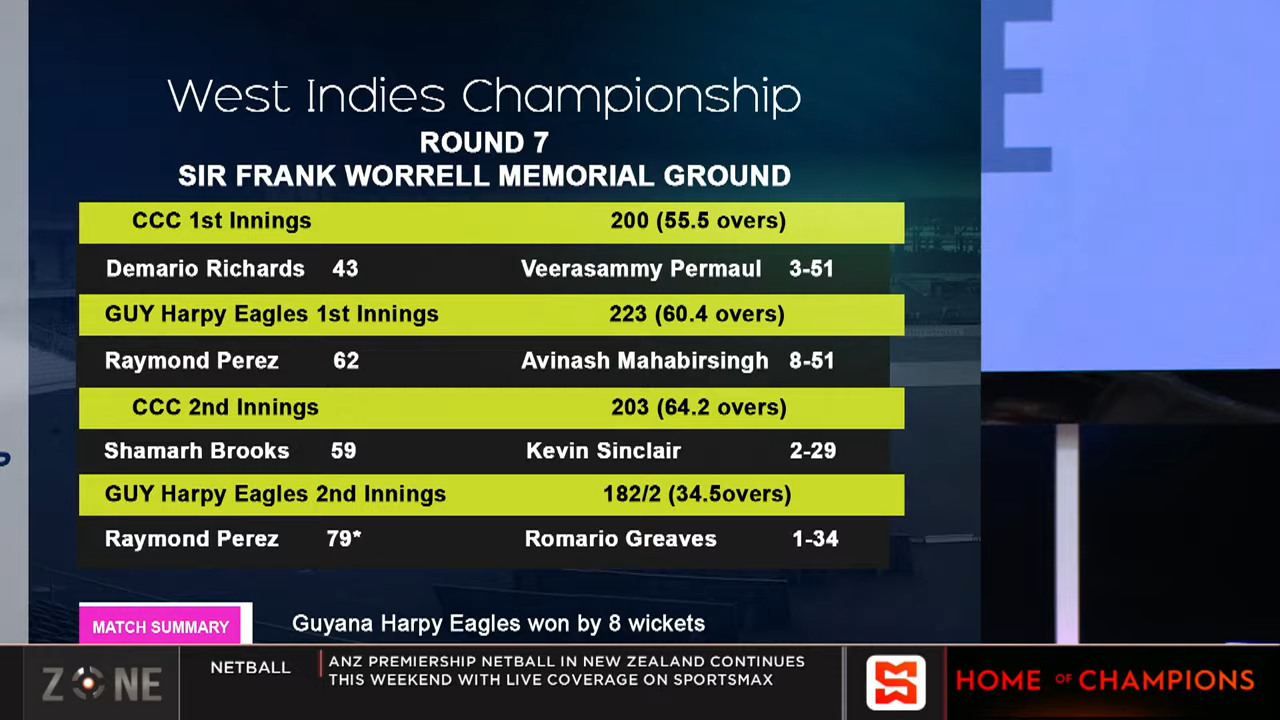 West Indies Championship
ROUND 7
SIR FRANK WORRELL MEMORIAL GROUND
CCC 1st Innings 200 (55.5 overs)
Demario Richards 43 Veerasammy Permaul 3-51
GUY Harpy Eagles 1st Innings 223 (60.4 overs)
Raymond Perez 62 Avinash Mahabirsingh 8-51
CCC 2nd Innings 203 (64.2 overs)
Shamarh Brooks 59 Kevin Sinclair 2-29
GUY Harpy Eagles 2nd Innings 182/2 (34.5overs)
Raymond Perez 79* Romario Greaves 1-34
MATCH SUMMARY Guyana Harpy Eagles won by 8 wickets
E
ZONE
NETBALL
ANZ PREMIERSHIP NETBALL IN NEW ZEALAND CONTINUES
THIS WEEKEND WITH LIVE COVERAGE ON SPORTSMAX
HOME OF CHAMPIONS